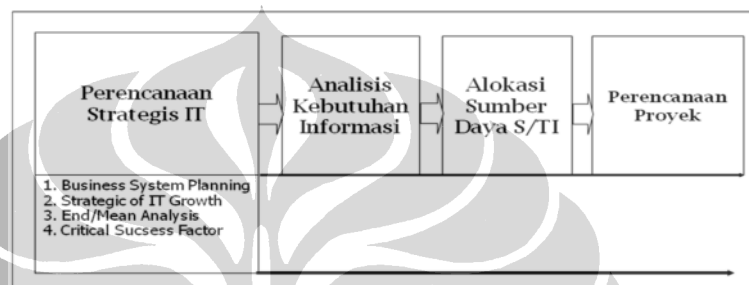 Perencanaan
Strategis IT
Analisis
Kebutuhan
Informasi
Alokasi
Sumber
Daya S/TI
Perencanaan
Proyek
1. Business System Planning
2. Strategic of IT Growth
3. End/Mean Analysis
4. Critical Sucsess Factor